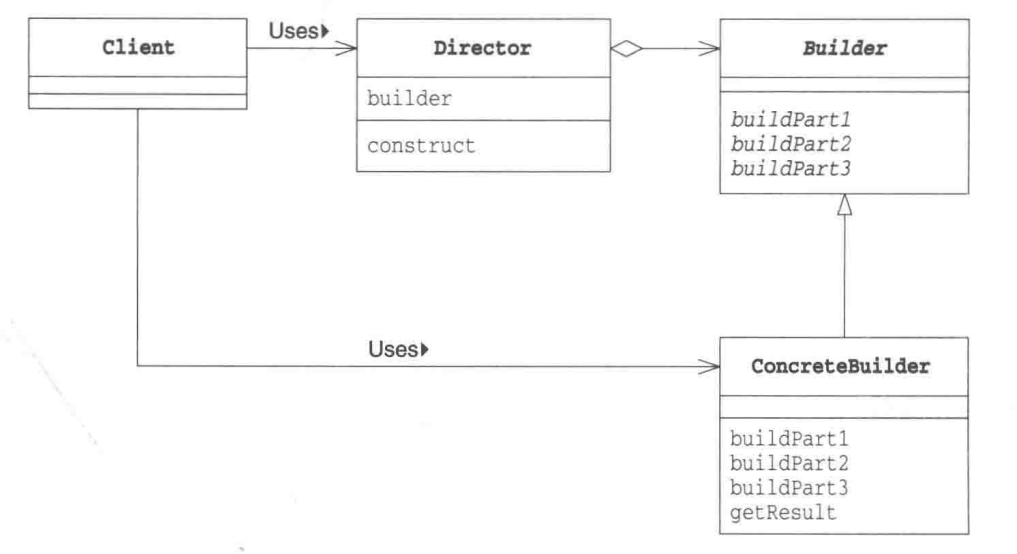 Client
Uses▶
Director
builder
construct
Builder
buildPart1
buildPart2
buildPart3
Uses▶
ConcreteBuilder
buildPart1
buildPart2
buildPart3
getResult